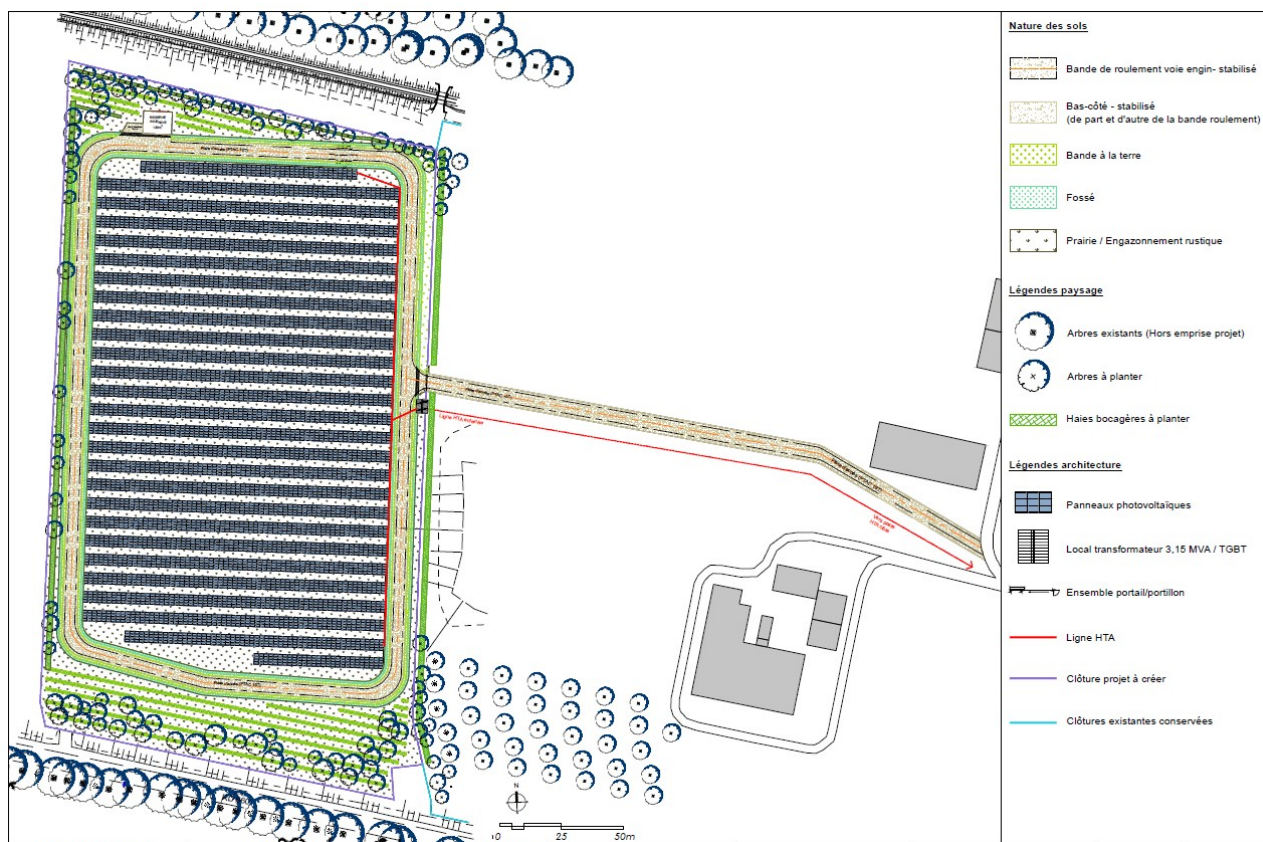 Nature des sols
Bande de roulement voie engin- stabilisé
Bas-côté - stabilisé
(de part et d'autre de la bande roulement)
Bande à la terre
Fossé
Prairie / Engazonnement rustique
Légendes paysage
Arbres existants (Hors emprise projet)
Arbres à planter
Haies bocagères à planter
Légendes architecture
Panneaux photovoltaïques
Local transformateur 3,15 MVA / TGBT
Ensemble portail/portillon
Ligne HTA
Clôture projet à créer
Clôtures existantes conservées
Ligne HTA
N
0
25
50m